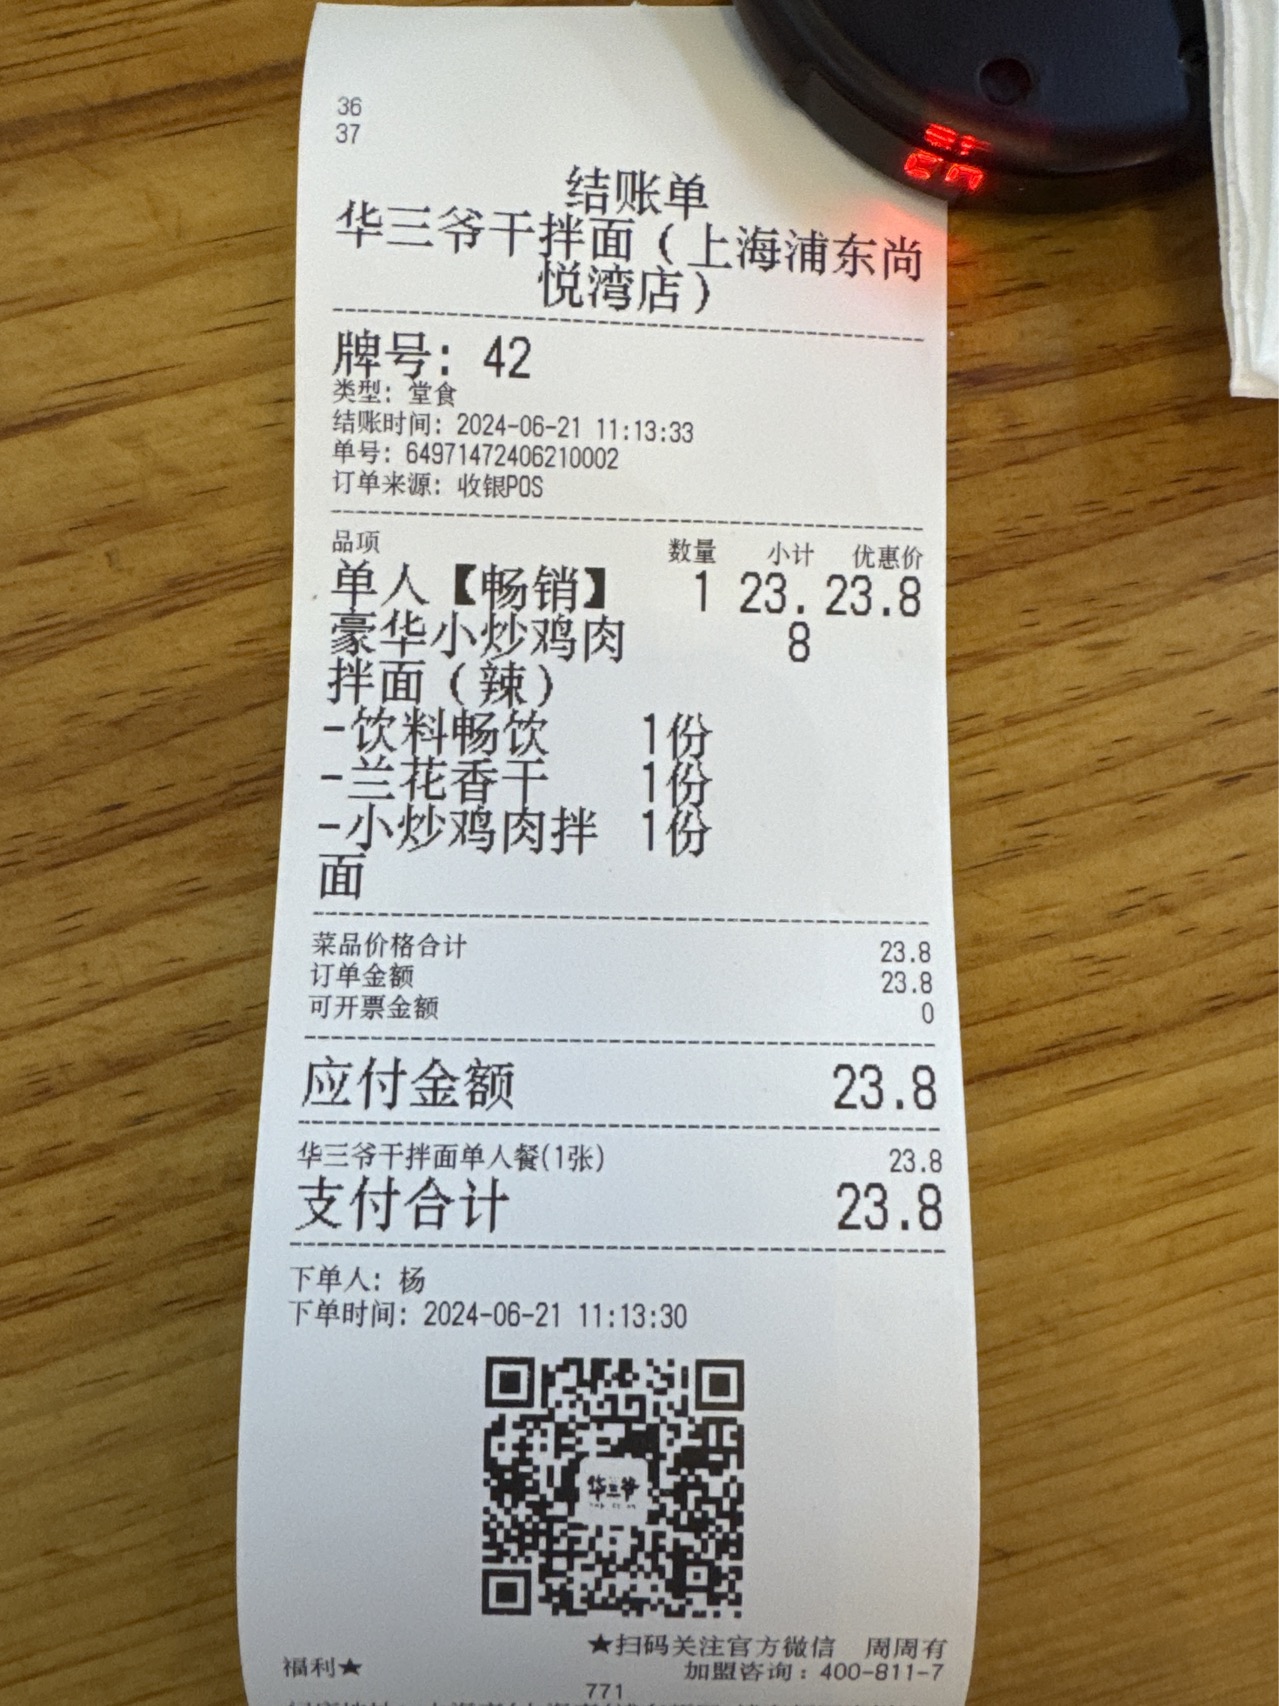 36
37
结账单
华三爷干拌面（上海浦东尚
悦湾店）
牌号：42
类型：堂食
结账时间：2024-06-21 11:13:33
单号：64971472406210002
订单来源：收银POS
品项 数量 小计 优惠价
单人【畅销】 1 23. 23.8
豪华小炒鸡肉 8
拌面（辣）
-饮料畅饮 1份
-兰花香干 1份
-小炒鸡肉拌 1份
面
菜品价格合计 23.8
订单金额 23.8
可开票金额 0
应付金额 23.8
华三爷干拌面单人餐(1张) 23.8
支付合计 23.8
下单人：杨
下单时间：2024-06-21 11:13:30
华三爷
★扫码关注官方微信 周周有
福利★ 加盟咨询：400-811-7
771